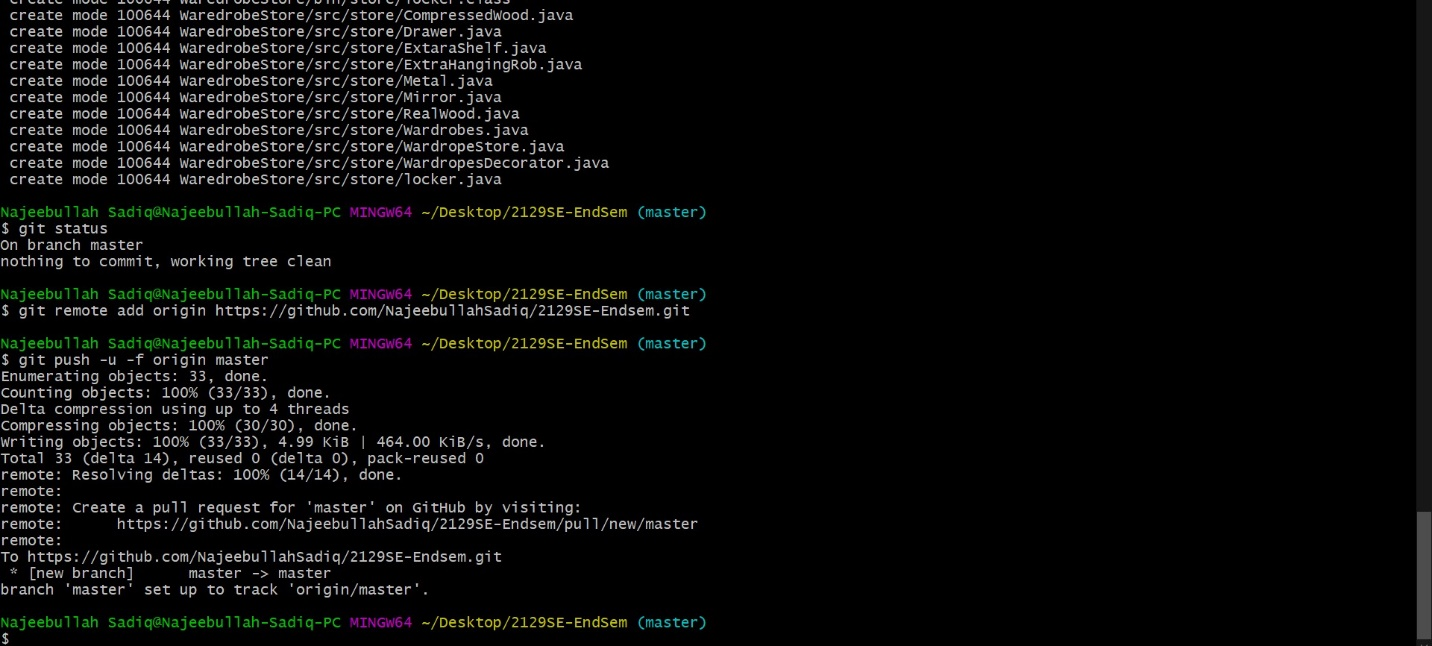 create mode 100644 WaredrobeStore/bin/store/locker.class
create mode 100644 WaredrobeStore/src/store/CompressedWood.java
create mode 100644 WaredrobeStore/src/store/Drawer.java
create mode 100644 WaredrobeStore/src/store/ExtaraShelf.java
create mode 100644 WaredrobeStore/src/store/ExtraHangingRob.java
create mode 100644 WaredrobeStore/src/store/Metal.java
create mode 100644 WaredrobeStore/src/store/Mirror.java
create mode 100644 WaredrobeStore/src/store/RealWood.java
create mode 100644 WaredrobeStore/src/store/Wardrobes.java
create mode 100644 WaredrobeStore/src/store/WardropeStore.java
create mode 100644 WaredrobeStore/src/store/WardropesDecorator.java
create mode 100644 WaredrobeStore/src/store/locker.java
Najeebullah Sadiq@Najeebullah-Sadiq-PC MINGW64 ~/Desktop/2129SE-EndSem (master)
$ git status
On branch master
nothing to commit, working tree clean
Najeebullah Sadiq@Najeebullah-Sadiq-PC MINGW64 ~/Desktop/2129SE-EndSem (master)
$ git remote add origin https://github.com/NajeebullahSadiq/2129SE-Endsem.git
Najeebullah Sadiq@Najeebullah-Sadiq-PC MINGW64 ~/Desktop/2129SE-EndSem (master)
$ git push -u -f origin master
Enumerating objects: 33, done.
Counting objects: 100% (33/33), done.
Delta compression using up to 4 threads
Compressing objects: 100% (30/30), done.
Writing objects: 100% (33/33), 4.99 KiB | 464.00 KiB/s, done.
Total 33 (delta 14), reused 0 (delta 0), pack-reused 0
remote: Resolving deltas: 100% (14/14), done.
remote:
remote: Create a pull request for 'master' on GitHub by visiting:
remote:      https://github.com/NajeebullahSadiq/2129SE-Endsem/pull/new/master
remote:
To https://github.com/NajeebullahSadiq/2129SE-Endsem.git
 * [new branch]      master -> master
branch 'master' set up to track 'origin/master'.
Najeebullah Sadiq@Najeebullah-Sadiq-PC MINGW64 ~/Desktop/2129SE-EndSem (master)
$